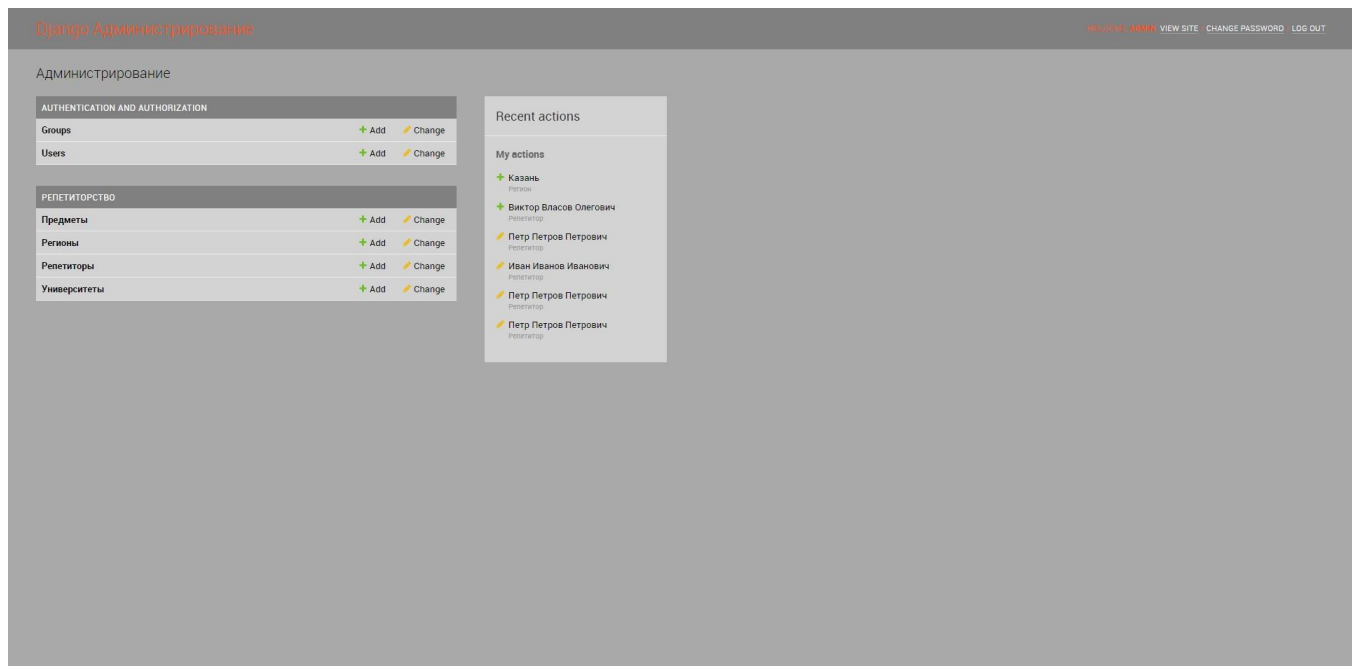 Django Администрирование
WELCOME, ADMIN. VIEW SITE / CHANGE PASSWORD / LOG OUT
Администрирование
AUTHENTICATION AND AUTHORIZATION
Groups Add Change
Users Add Change
РЕПЕТИТОРСТВО
Предметы Add Change
Регионы Add Change
Репетиторы Add Change
Университеты Add Change
Recent actions
My actions
Казань
Регион
Виктор Власов Олегович
Репетитор
Петр Петров Петрович
Репетитор
Иван Иванов Иванович
Репетитор
Петр Петров Петрович
Репетитор
Петр Петров Петрович
Репетитор